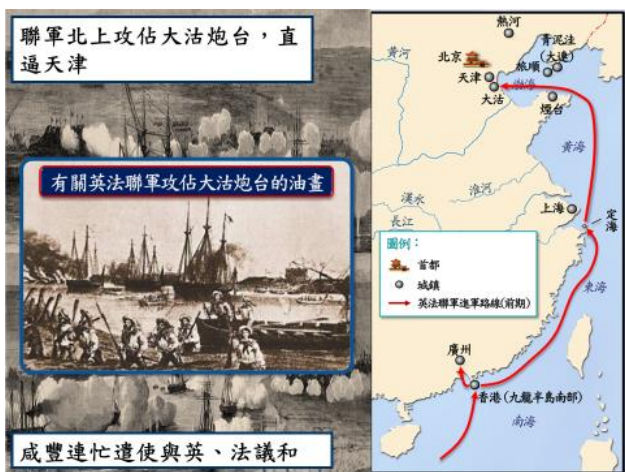 聯軍北上攻佔大沽炮台，直
逼天津
有關英法聯軍攻佔大沽炮台的油畫
咸豐連忙遣使與英、法議和
熱河
青泥洼
(大連)
黃河
北京
旅順
天津
渤海
大沽
煙台
黃海
漢水
淮河
長江
上海
定海
圖例：
首都
城鎮
英法聯軍進軍路線(前期)
東海
廣州
香港(九龍半島南部)
南海